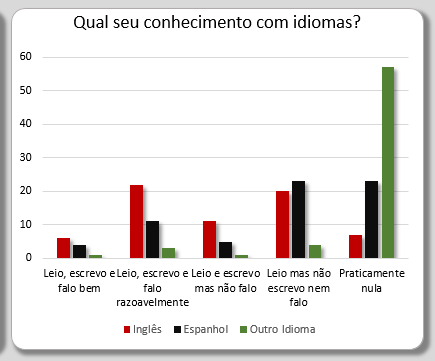 Qual seu conhecimento com idiomas?
60
50
40
30
20
10
0
Leio, escrevo e falo bem
Leio, escrevo e falo razoavelmente
Leio e escrevo mas não falo
Leio mas não escrevo nem falo
Praticamente nula
Inglês Espanhol Outro Idioma